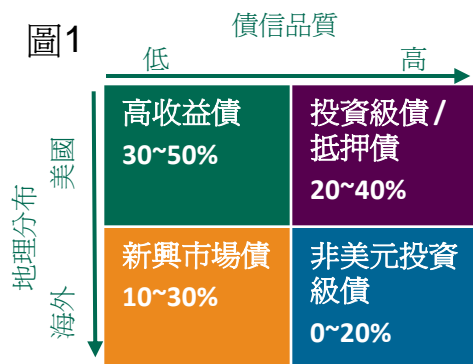 圖1
債信品質
低
高
地理分布
美國
海外
高收益債
30~50%
投資級債/
抵押債
20~40%
新興市場債
10~30%
非美元投資
級債
0~20%